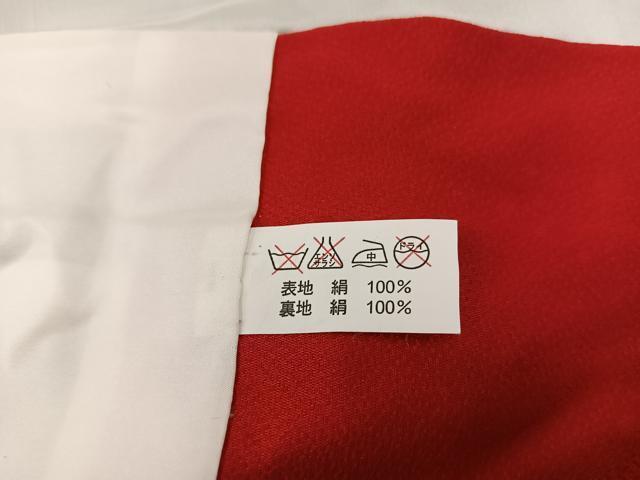 エンソ
サラシ
中
ドライ
表地 絹 100%
裏地 絹 100%